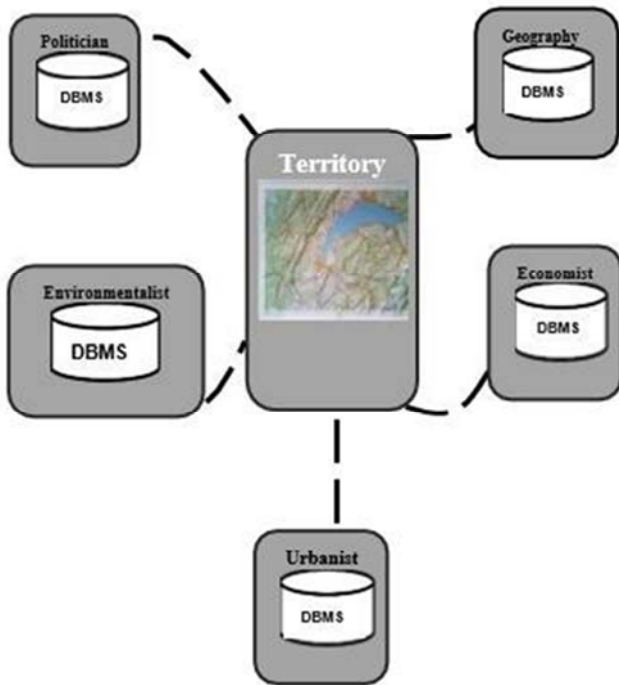 Politician
DBMS
Geography
DBMS
Territory
Environmentalist
DBMS
Economist
DBMS
Urbanist
DBMS